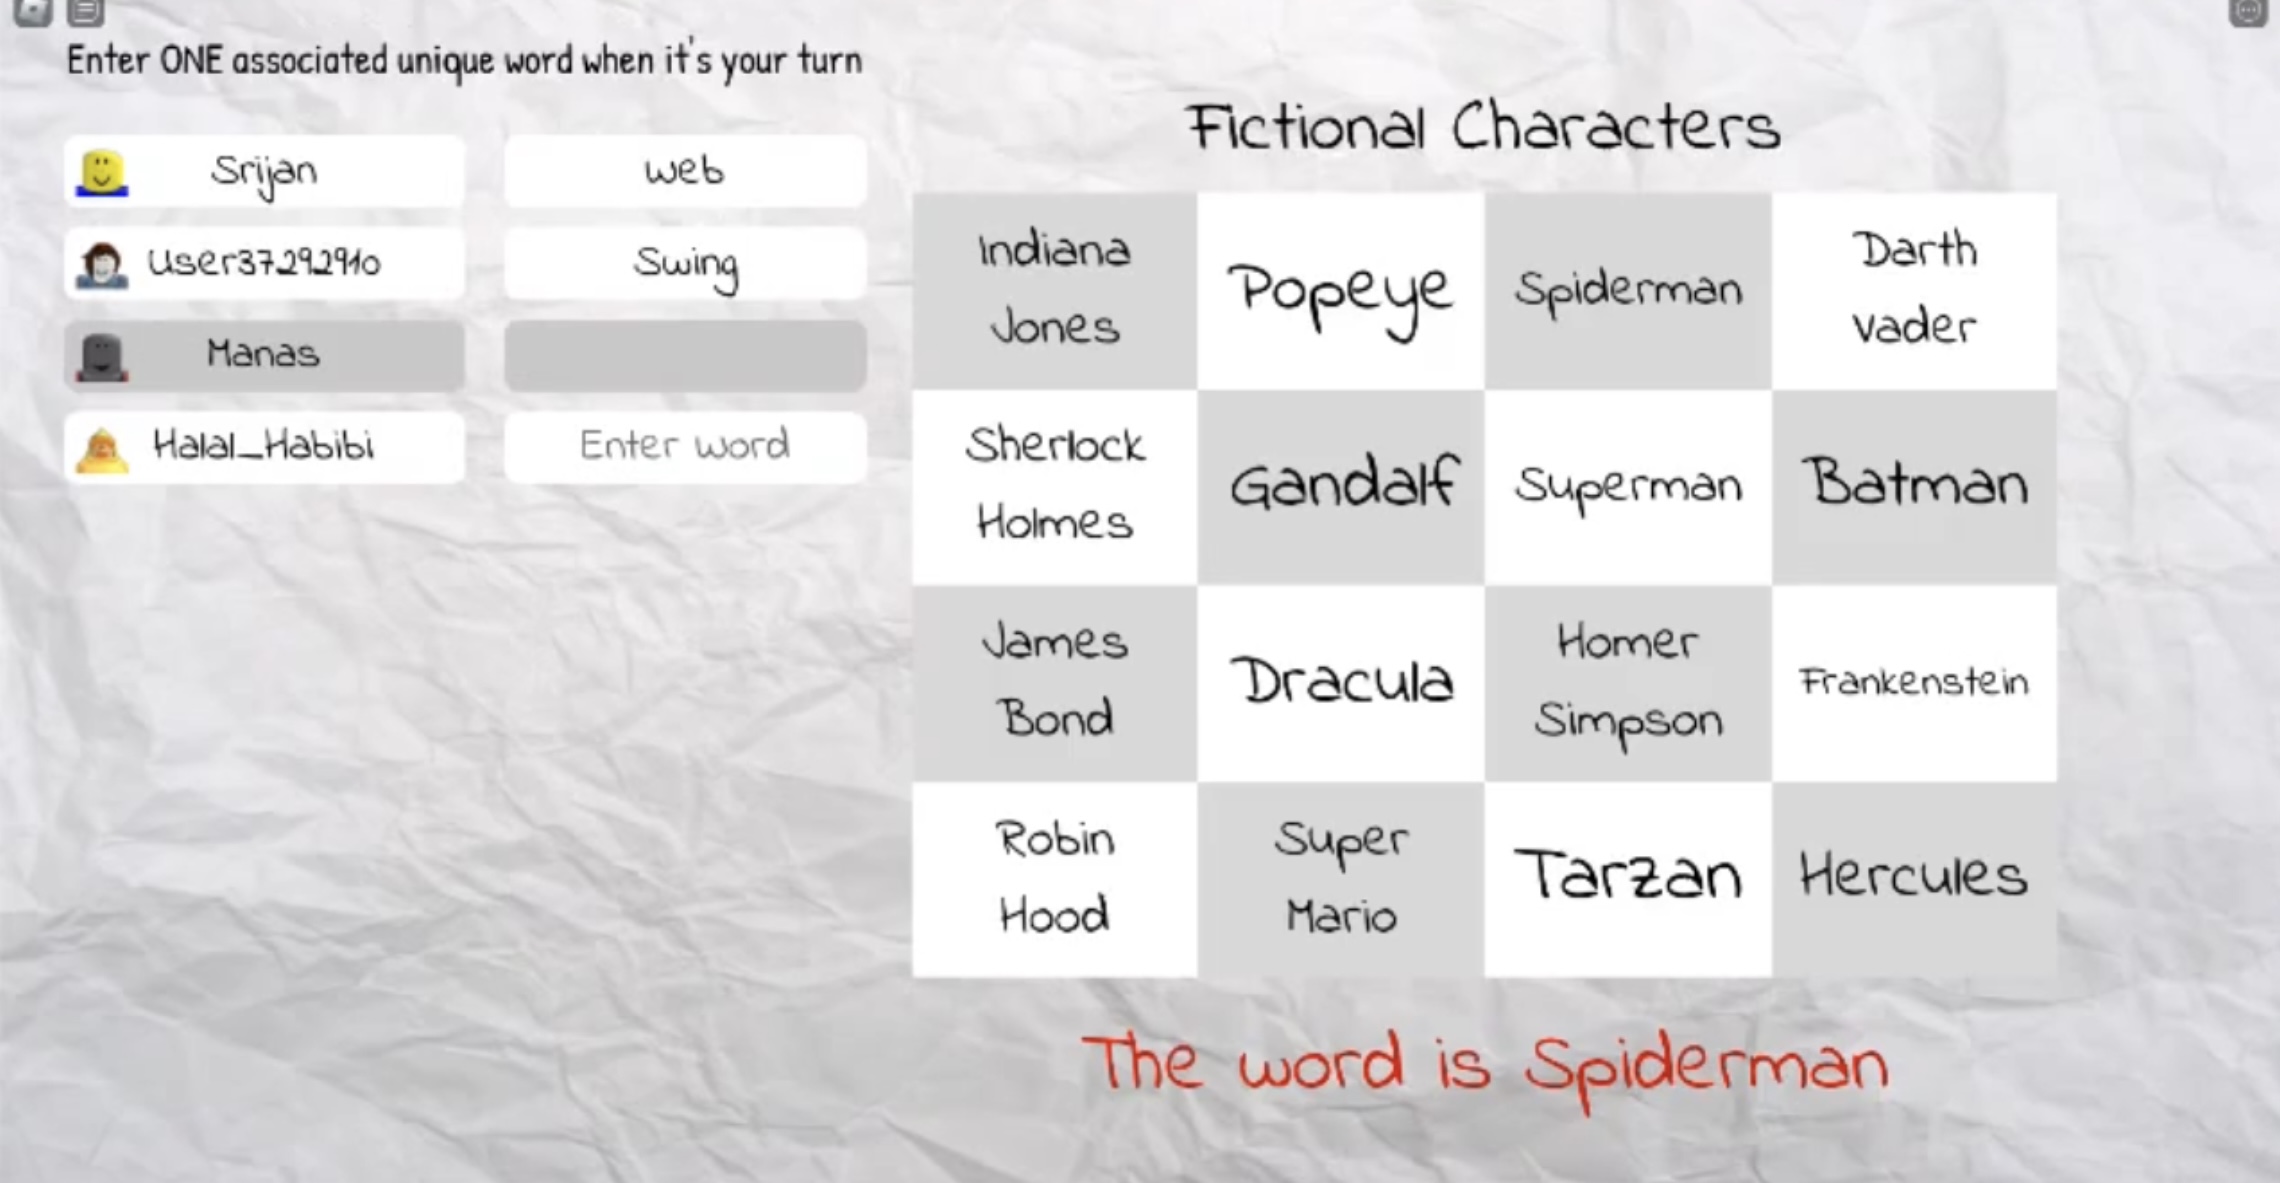 Enter ONE associated unique word when it's your turn
Srijan
web
User37292910
Swing
Manas
Halal_Habibi
Enter word
Fictional Characters
Indiana
Jones
Popeye
Spiderman
Darth
Vader
Sherlock
Holmes
Gandalf
Superman
Batman
James
Bond
Dracula
Homer
Simpson
Frankenstein
Robin
Hood
Super
Mario
Tarzan
Hercules
The word is Spiderman